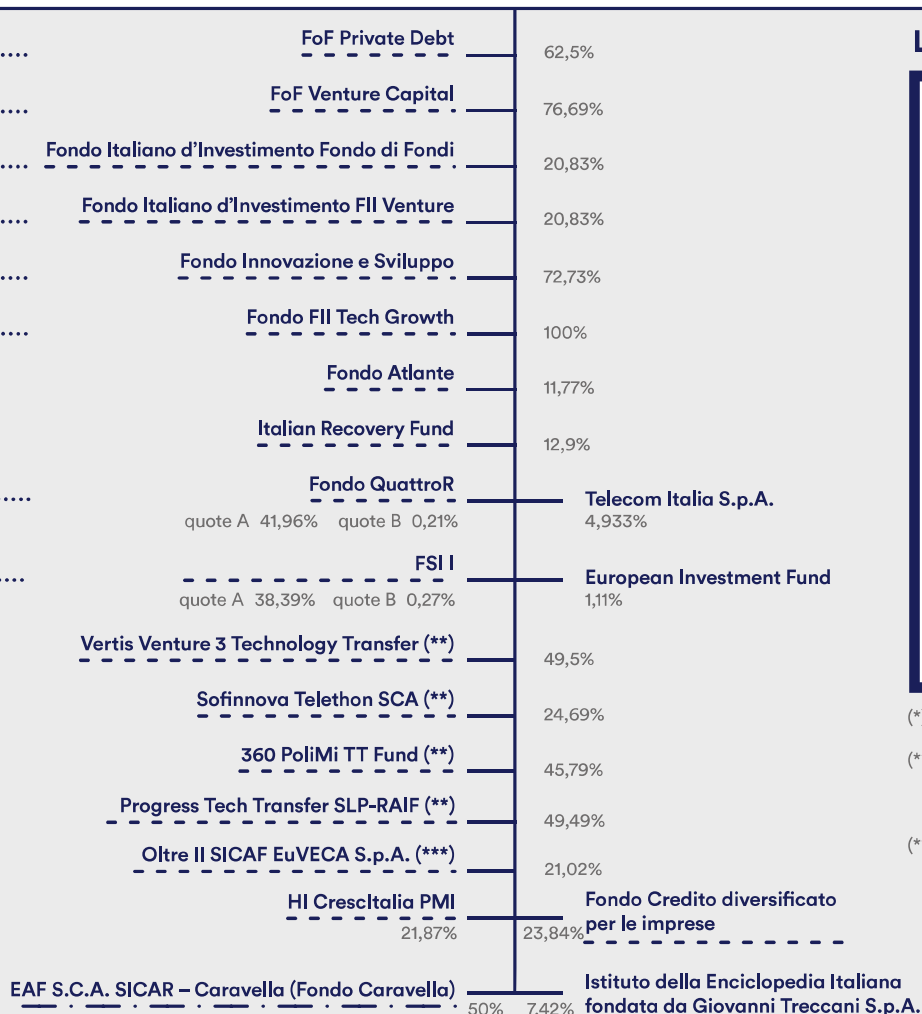 FoF Private Debt
62,5%
FoF Venture Capital
76,69%
Fondo Italiano d'Investimento Fondo di Fondi
20,83%
Fondo Italiano d'Investimento FII Venture
20,83%
Fondo Innovazione e Sviluppo
72,73%
Fondo FII Tech Growth
100%
Fondo Atlante
11,77%
Italian Recovery Fund
12,9%
Fondo QuattroR
quote A 41,96% quote B 0,21%
Telecom Italia S.p.A.
4,933%
FSI I
quote A 38,39% quote B 0,27%
European Investment Fund
1,11%
Vertis Venture 3 Technology Transfer (**)
49,5%
Sofinnova Telethon SCA (**)
24,69%
360 PoliMi TT Fund (**)
45,79%
Progress Tech Transfer SLP-RAIF (**)
49,49%
Oltre II SICAF EuVECA S.p.A. (***)
21,02%
HI CrescItalia PMI
21,87%
Fondo Credito diversificato
per le imprese
23,84%
EAF S.C.A. SICAR – Caravella (Fondo Caravella)
50%
Istituto della Enciclopedia Italiana
fondata da Giovanni Treccani S.p.A.
7,42%
(*
(*
(*